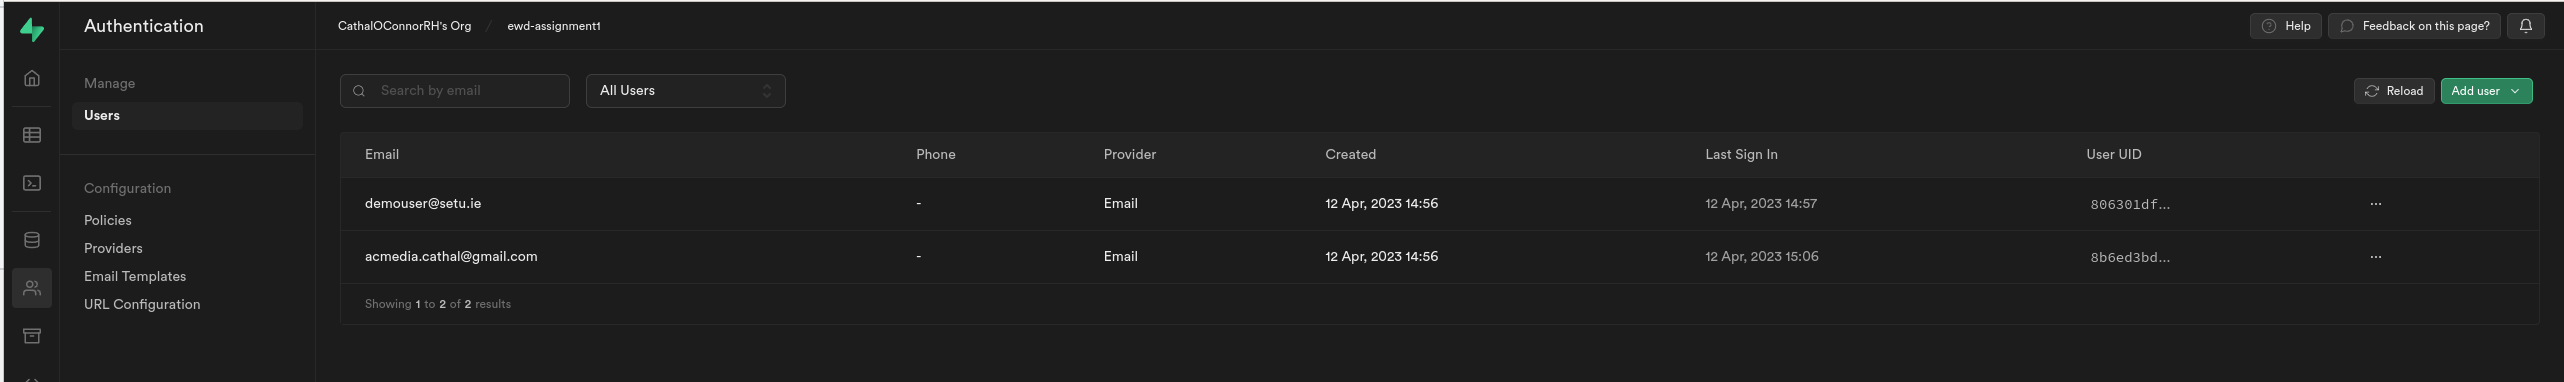 Authentication
CathalOConnorRH's Org / ewd-assignment1
Help
Feedback on this page?
Manage
Users
Configuration
Policies
Providers
Email Templates
URL Configuration
Search by email
All Users
Reload
Add user
Email Phone Provider Created Last Sign In User UID
demouser@setu.ie - Email 12 Apr, 2023 14:56 12 Apr, 2023 14:57 806301df... ...
acmedia.cathal@gmail.com - Email 12 Apr, 2023 14:56 12 Apr, 2023 15:06 8b6ed3bd... ...
Showing 1 to 2 of 2 results